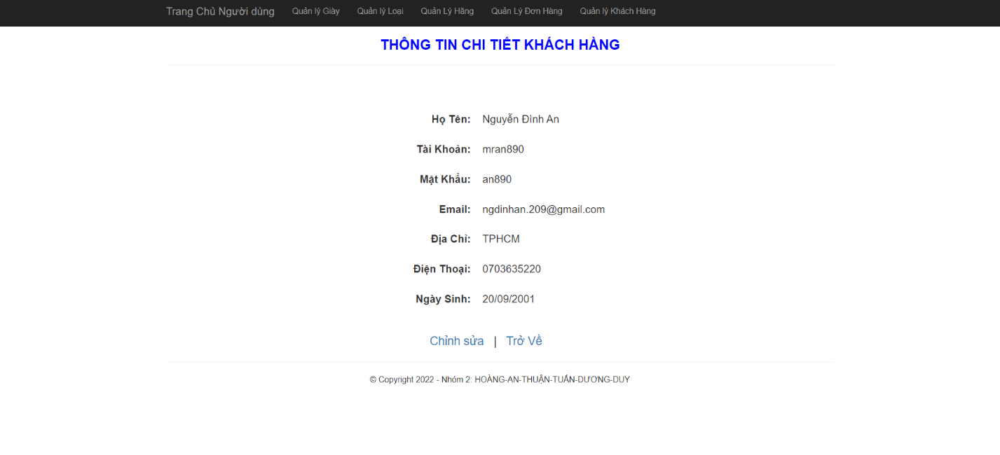 Trang Chủ Người dùng Quản lý Giày Quản lý Loại Quản Lý Hãng Quản Lý Đơn Hàng Quản lý Khách Hàng
THÔNG TIN CHI TIẾT KHÁCH HÀNG
Họ Tên: Nguyễn Đình An
Tài Khoản: mran890
Mật Khẩu: an890
Email: ngdinhan.209@gmail.com
Địa Chỉ: TPHCM
Điện Thoại: 0703635220
Ngày Sinh: 20/09/2001
Chỉnh sửa | Trở Về
© Copyright 2022 - Nhóm 2: HOÀNG-AN-THUẬN-TUẤN-DƯƠNG-DUY